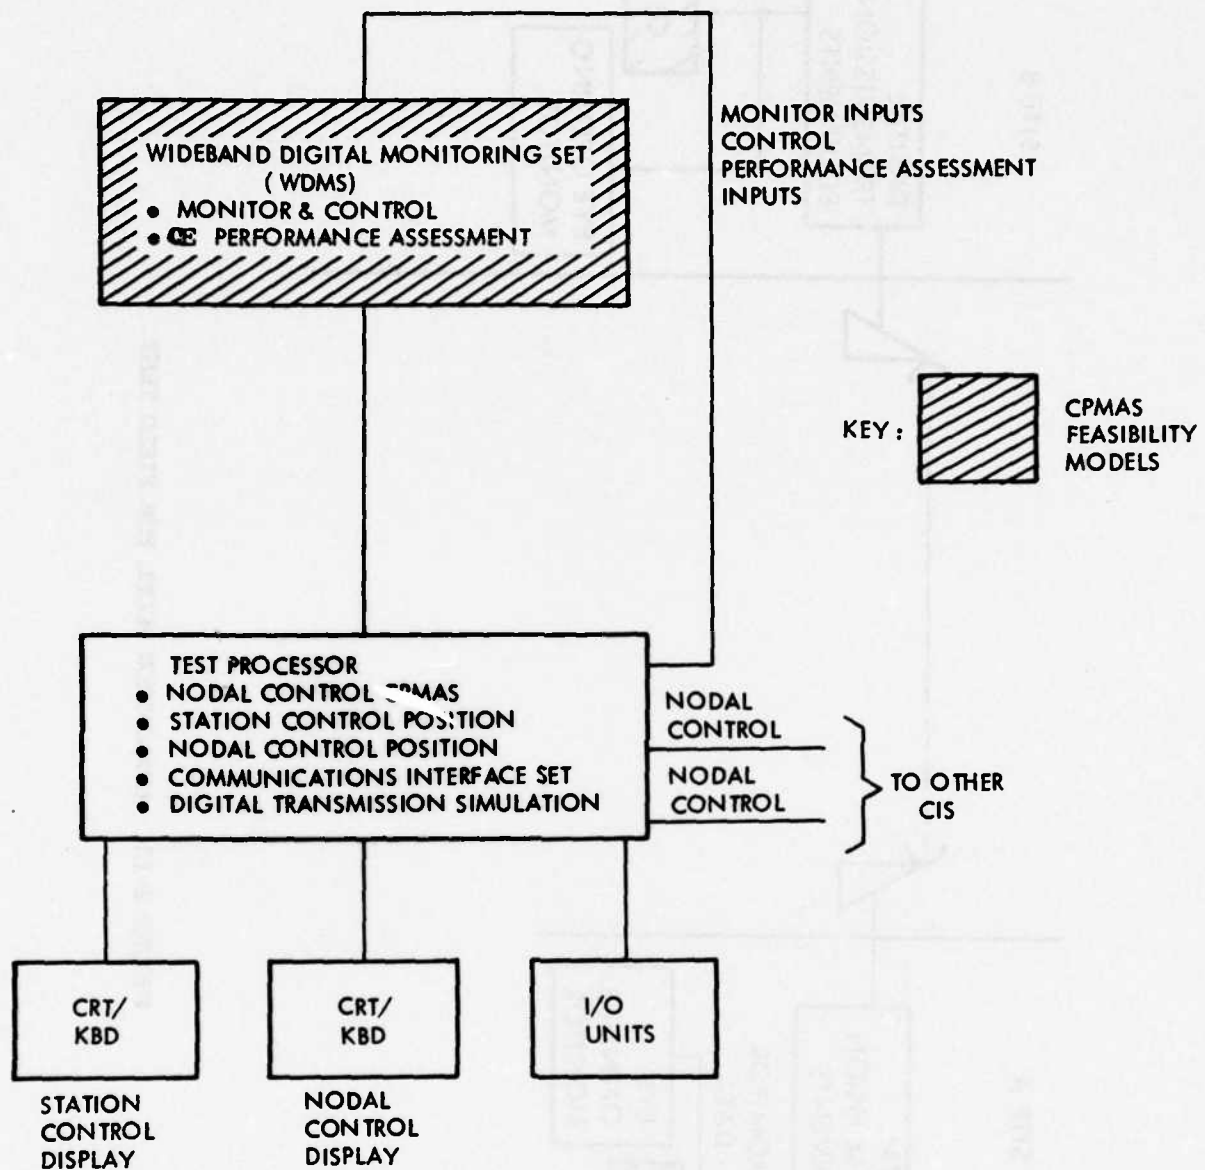 MONITOR INPUTS
CONTROL
PERFORMANCE ASSESSMENT
INPUTS
WIDEBAND DIGITAL MONITORING SET
(WDMS)
• MONITOR & CONTROL
• PERFORMANCE ASSESSMENT
KEY:
CPMAS
FEASIBILITY
MODELS
TEST PROCESSOR
• NODAL CONTROL CPMAS
• STATION CONTROL POSITION
• NODAL CONTROL POSITION
• COMMUNICATIONS INTERFACE SET
• DIGITAL TRANSMISSION SIMULATION
NODAL
CONTROL
NODAL
CONTROL
TO OTHER
CIS
CRT/
KBD
CRT/
KBD
I/O
UNITS
STATION
CONTROL
DISPLAY
NODAL
CONTROL
DISPLAY